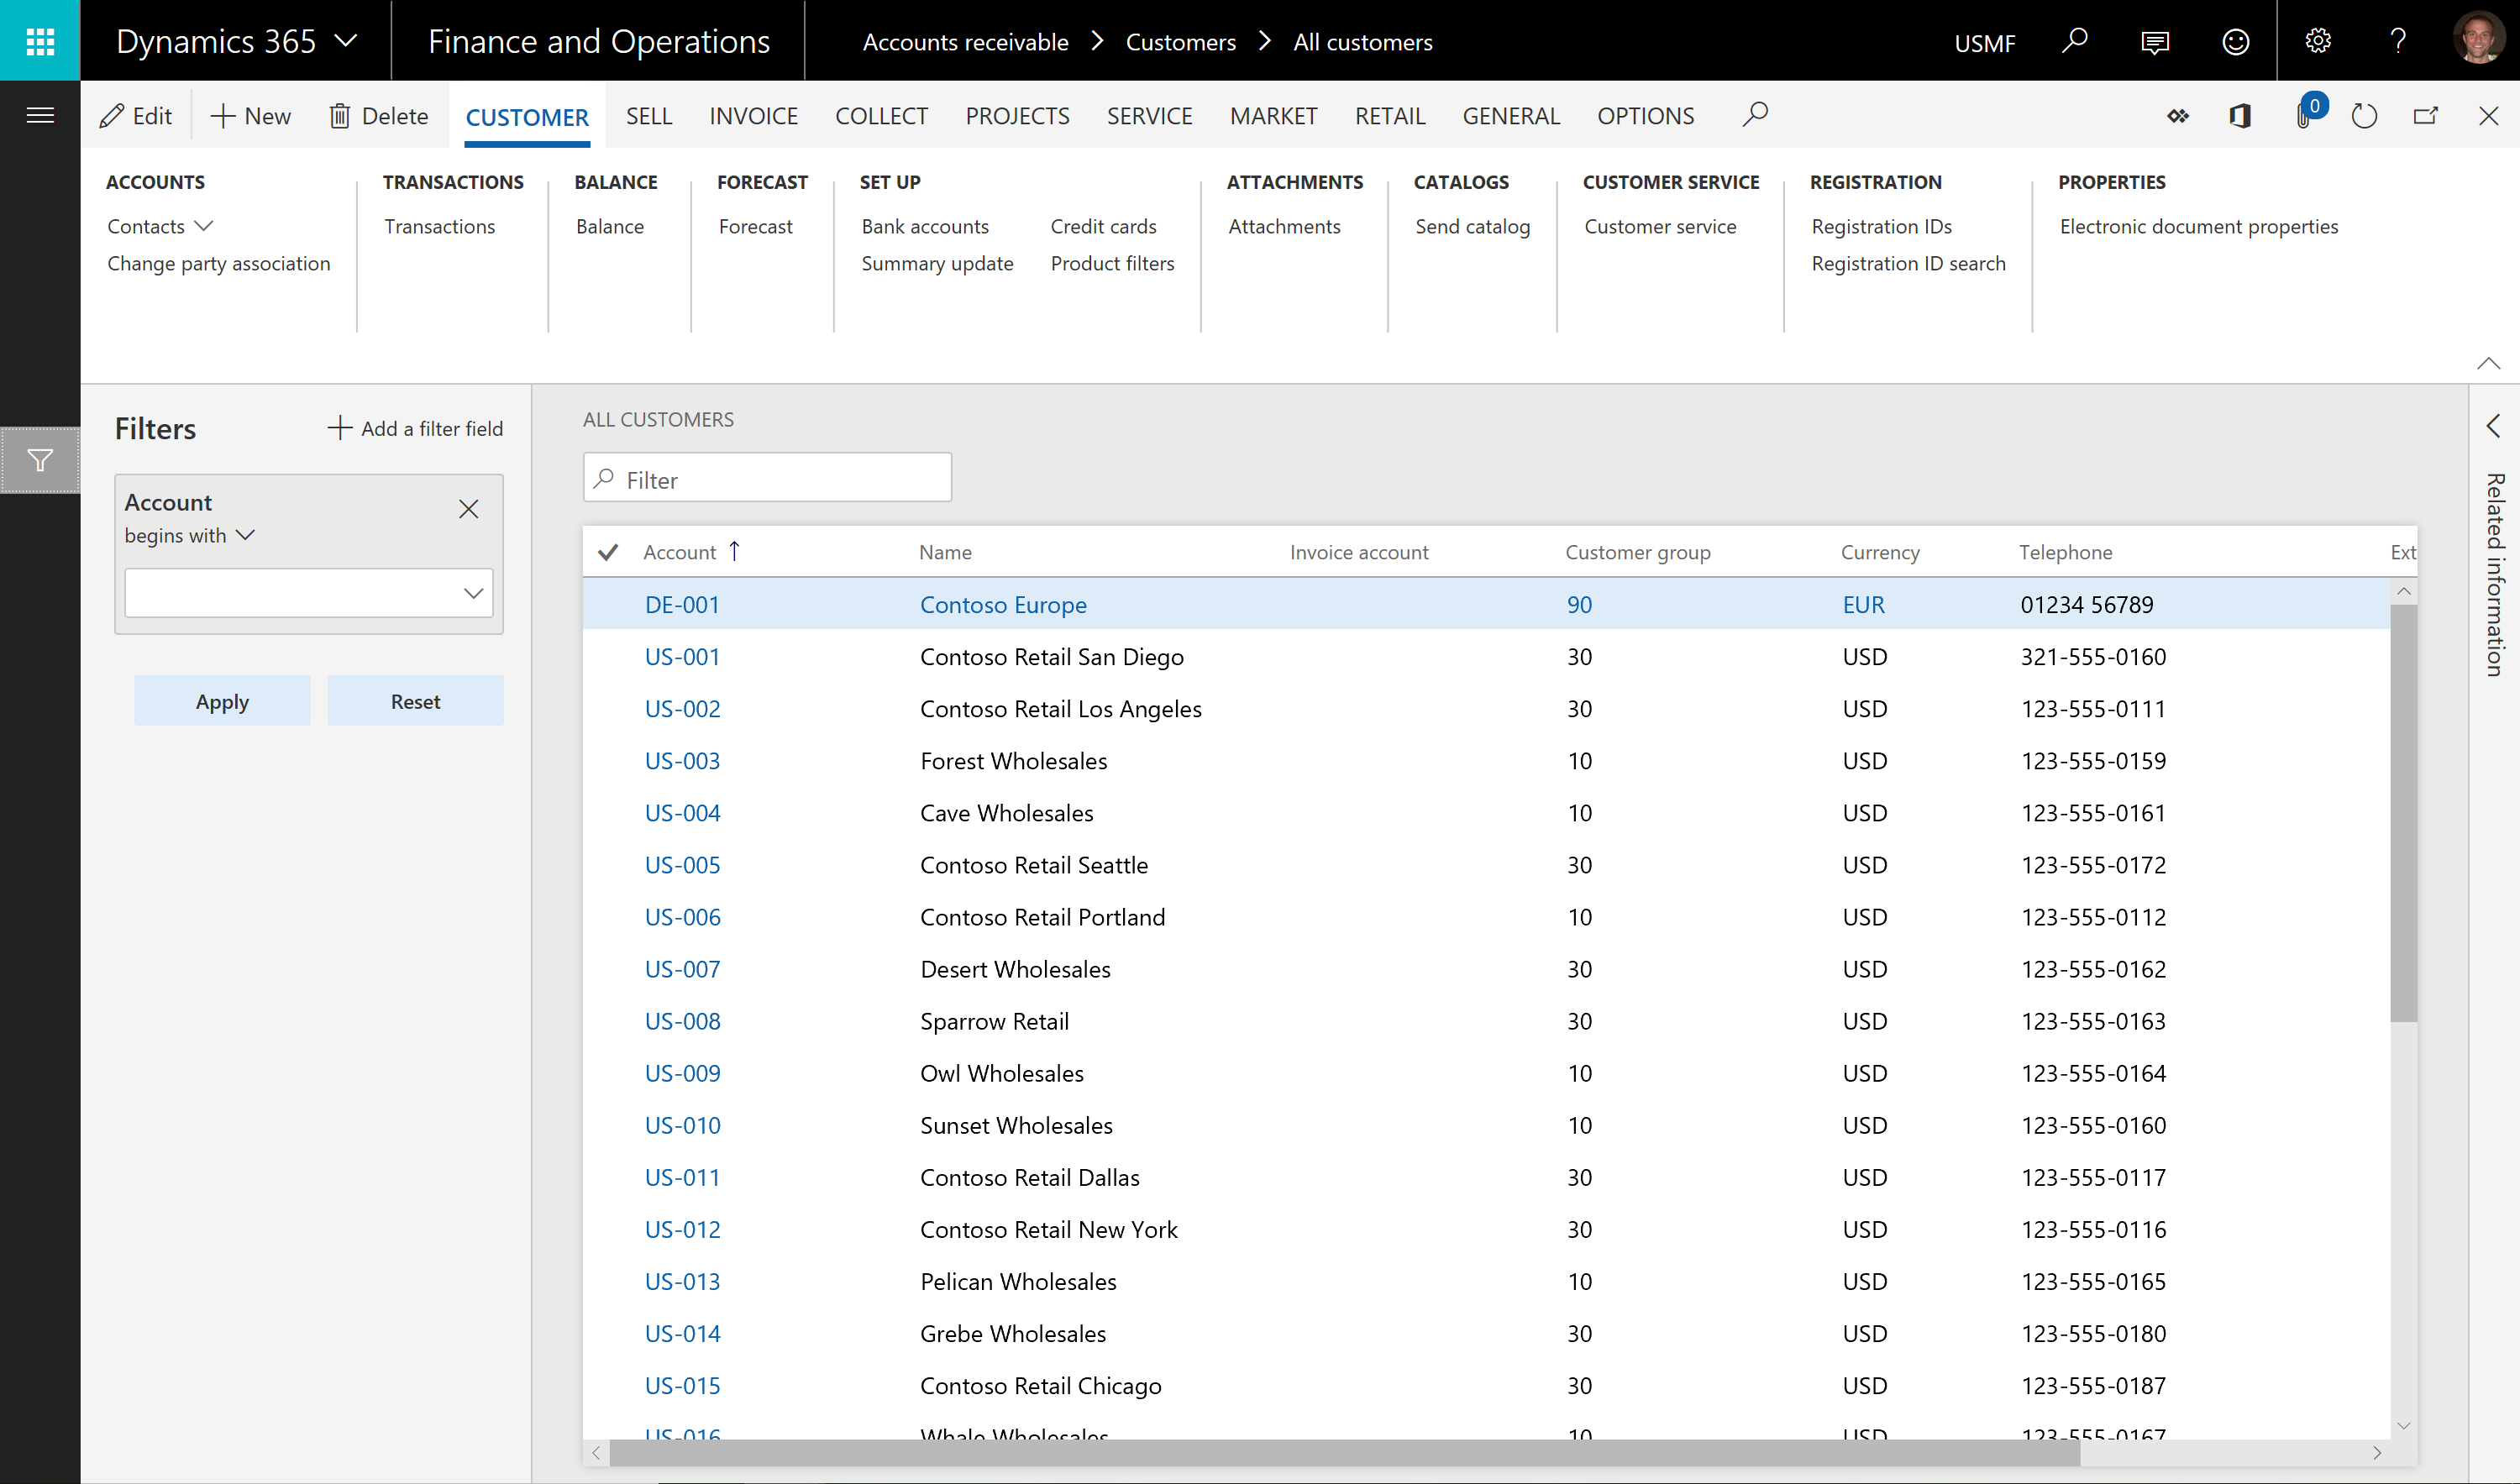 Dynamics 365 Finance and Operations Accounts receivable Customers All customers USMF ?
Edit New Delete CUSTOMER SELL INVOICE COLLECT PROJECTS SERVICE MARKET RETAIL GENERAL OPTIONS 0
ACCOUNTS TRANSACTIONS BALANCE FORECAST SET UP ATTACHMENTS CATALOGS CUSTOMER SERVICE REGISTRATION PROPERTIES
Contacts Transactions Balance Forecast Bank accounts Credit cards Attachments Send catalog Customer service Registration IDs Electronic document properties
Change party association Summary update Product filters Registration ID search
Filters Add a filter field
Account
begins with
Apply Reset
ALL CUSTOMERS
Filter
Account Name Invoice account Customer group Currency Telephone Ext
DE-001 Contoso Europe 90 EUR 01234 56789
US-001 Contoso Retail San Diego 30 USD 321-555-0160
US-002 Contoso Retail Los Angeles 30 USD 123-555-0111
US-003 Forest Wholesales 10 USD 123-555-0159
US-004 Cave Wholesales 10 USD 123-555-0161
US-005 Contoso Retail Seattle 30 USD 123-555-0172
US-006 Contoso Retail Portland 10 USD 123-555-0112
US-007 Desert Wholesales 30 USD 123-555-0162
US-008 Sparrow Retail 30 USD 123-555-0163
US-009 Owl Wholesales 10 USD 123-555-0164
US-010 Sunset Wholesales 10 USD 123-555-0160
US-011 Contoso Retail Dallas 30 USD 123-555-0117
US-012 Contoso Retail New York 30 USD 123-555-0116
US-013 Pelican Wholesales 10 USD 123-555-0165
US-014 Grebe Wholesales 30 USD 123-555-0180
US-015 Contoso Retail Chicago 30 USD 123-555-0187
US-016 Whale Wholesales 10 USD 123-555-0167
Related information